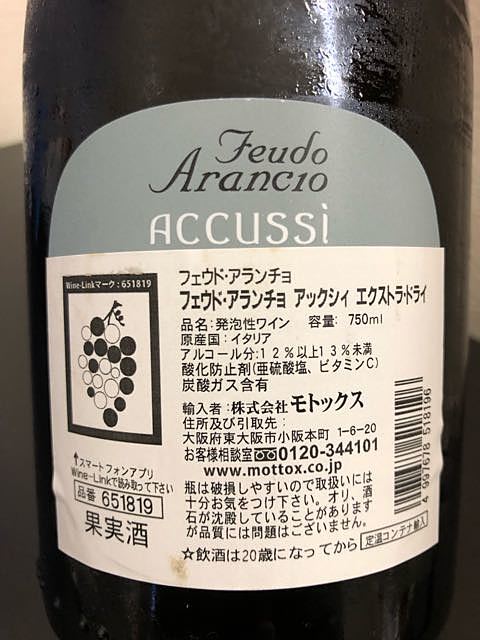 Feudo
Arancio
ACCUSSÌ
Wine-Linkマーク：651819
フェウド・アランチョ
フェウド・アランチョ アックシィ エクストラ・ドライ
品名：発泡性ワイン　容量：750ml
原産国：イタリア
アルコール分：12％以上13％未満
酸化防止剤(亜硫酸塩、ビタミンC)
炭酸ガス含有
輸入者：株式会社モトックス
住所及び引取先：
大阪府東大阪市小阪本町 1-6-20
お客様相談室 0120-344101
www.mottox.co.jp
瓶は破損しやすいので取扱いには
十分お気をつけ下さい。オリ、酒
石が沈殿していることがあります
が品質には問題はございません。
☆飲酒は20歳になってから
定温コンテナ輸入
↑スマートフォンアプリ
Wine-Linkで読み取って下さい
品番 651819
果実酒
4 991678 518196